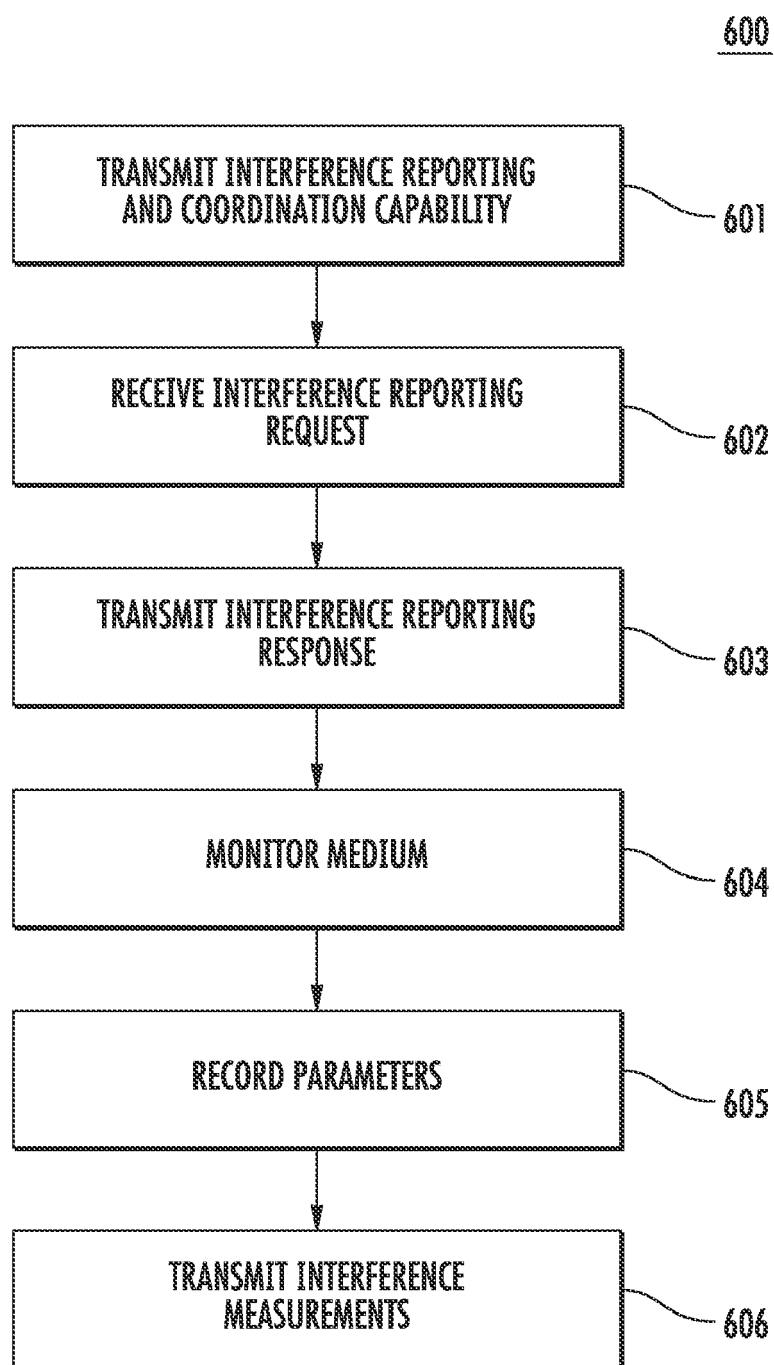 600
TRANSMIT INTERFERENCE REPORTING
AND COORDINATION CAPABILITY
601
RECEIVE INTERFERENCE REPORTING
REQUEST
602
TRANSMIT INTERFERENCE REPORTING
RESPONSE
603
MONITOR MEDIUM
604
RECORD PARAMETERS
605
TRANSMIT INTERFERENCE
MEASUREMENTS
606